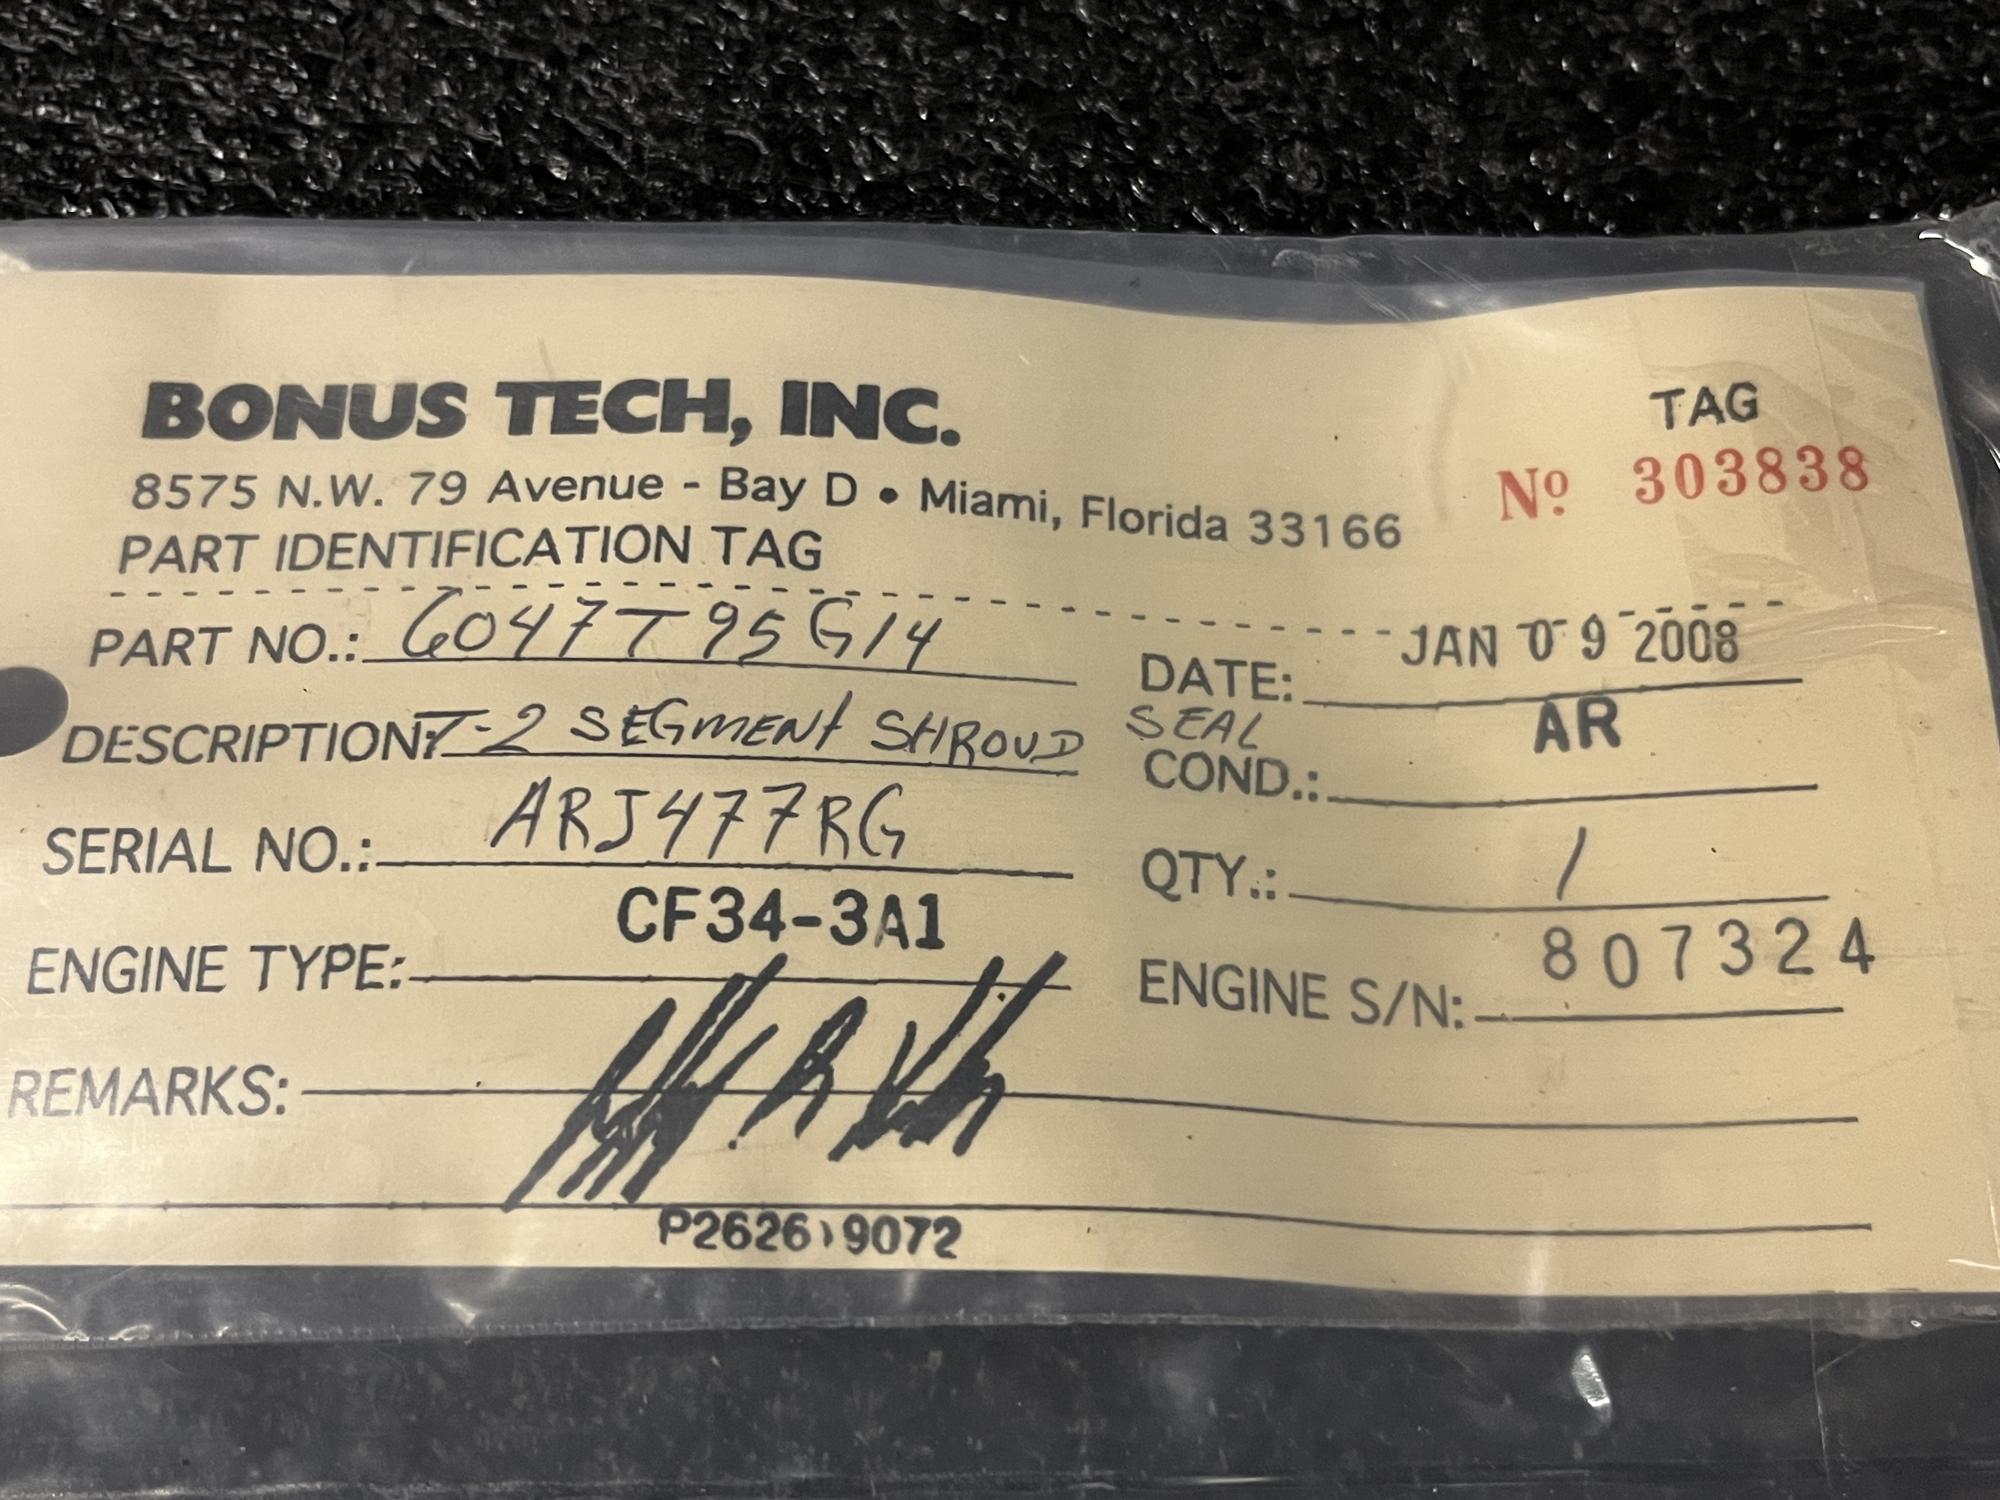 BONUS TECH, INC.
TAG
8575 N.W. 79 Avenue - Bay D • Miami, Florida 33166
Nº 303838
PART IDENTIFICATION TAG
PART NO.: 6047T95G14
DATE: JAN 09 2008
DESCRIPTION: T-2 SEGMENT SHROUD SEAL
COND.: AR
SERIAL NO.: ARJ477RG
QTY.: 1
ENGINE TYPE: CF34-3A1
ENGINE S/N: 807324
REMARKS:
P2626 9072